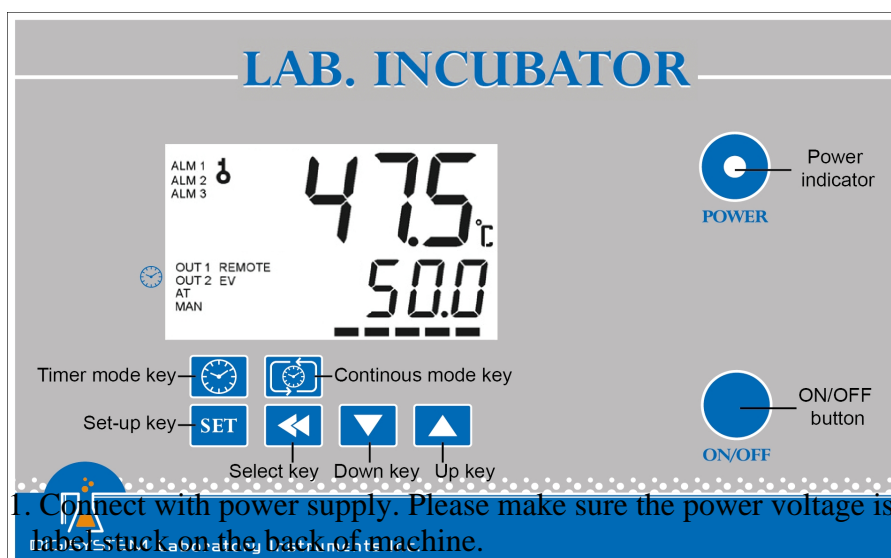 LAB. INCUBATOR
ALM 1
ALM 2
ALM 3
47.5
°C
OUT 1 REMOTE
OUT 2 EV
AT
MAN
50.0
Power
indicator
POWER
Timer mode key
Continous mode key
Set-up key
SET
Select key
Down key
Up key
ON/OFF
button
ON/OFF
1. Connect with power supply. Please make sure the power voltage is
label stuck on the back of machine.
Laboratory Instruments Inc.